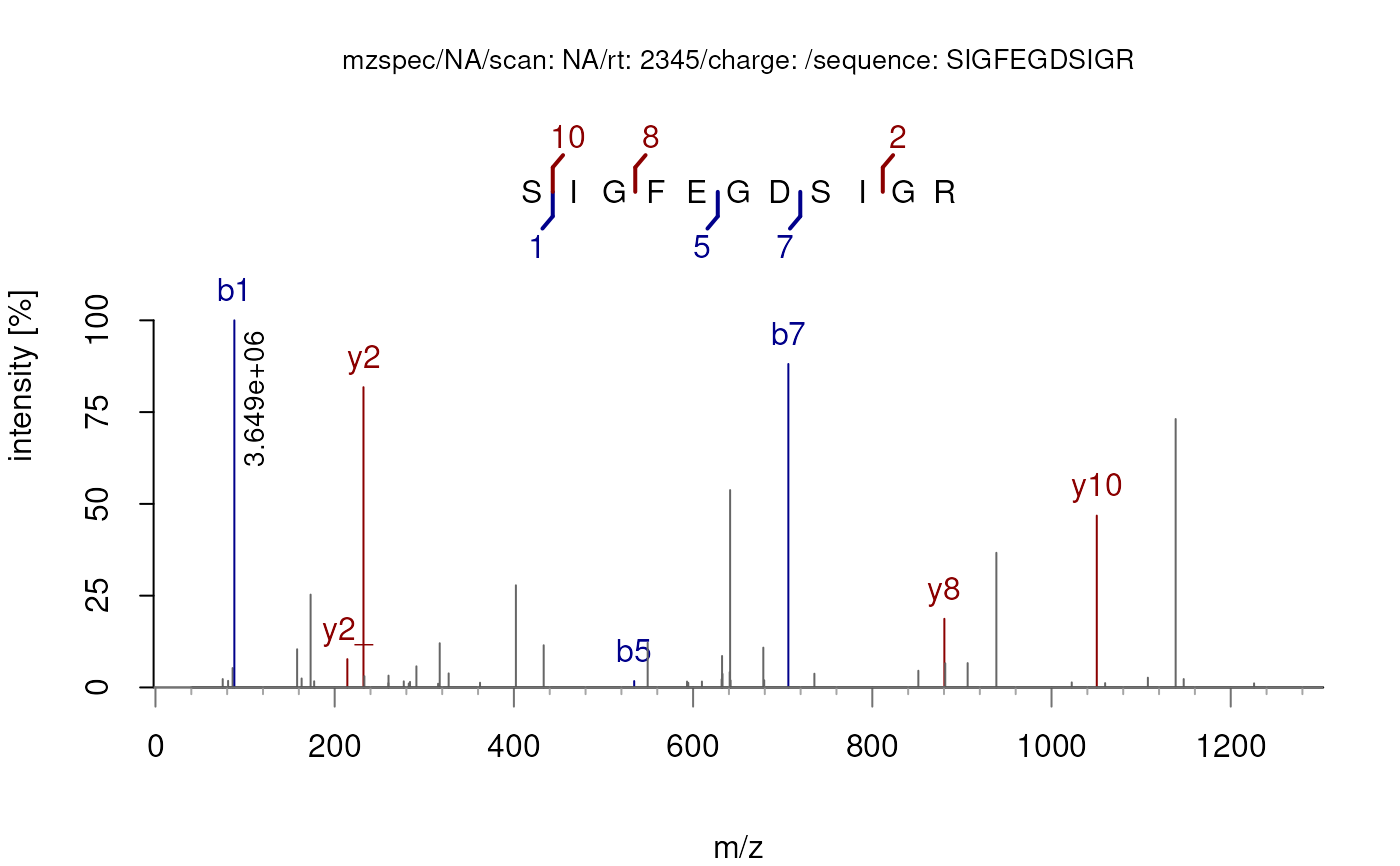 mzspec/NA/scan: NA/rt: 2345/charge: /sequence: SIGFEGDSIGR
10 8 2
S I G F E G D S I G R
1 5 7
b1
3.649e+06
y2
b7
y10
y8
y2_
b5
intensity [%]
100
75
50
25
0
0 200 400 600 800 1000 1200
m/z